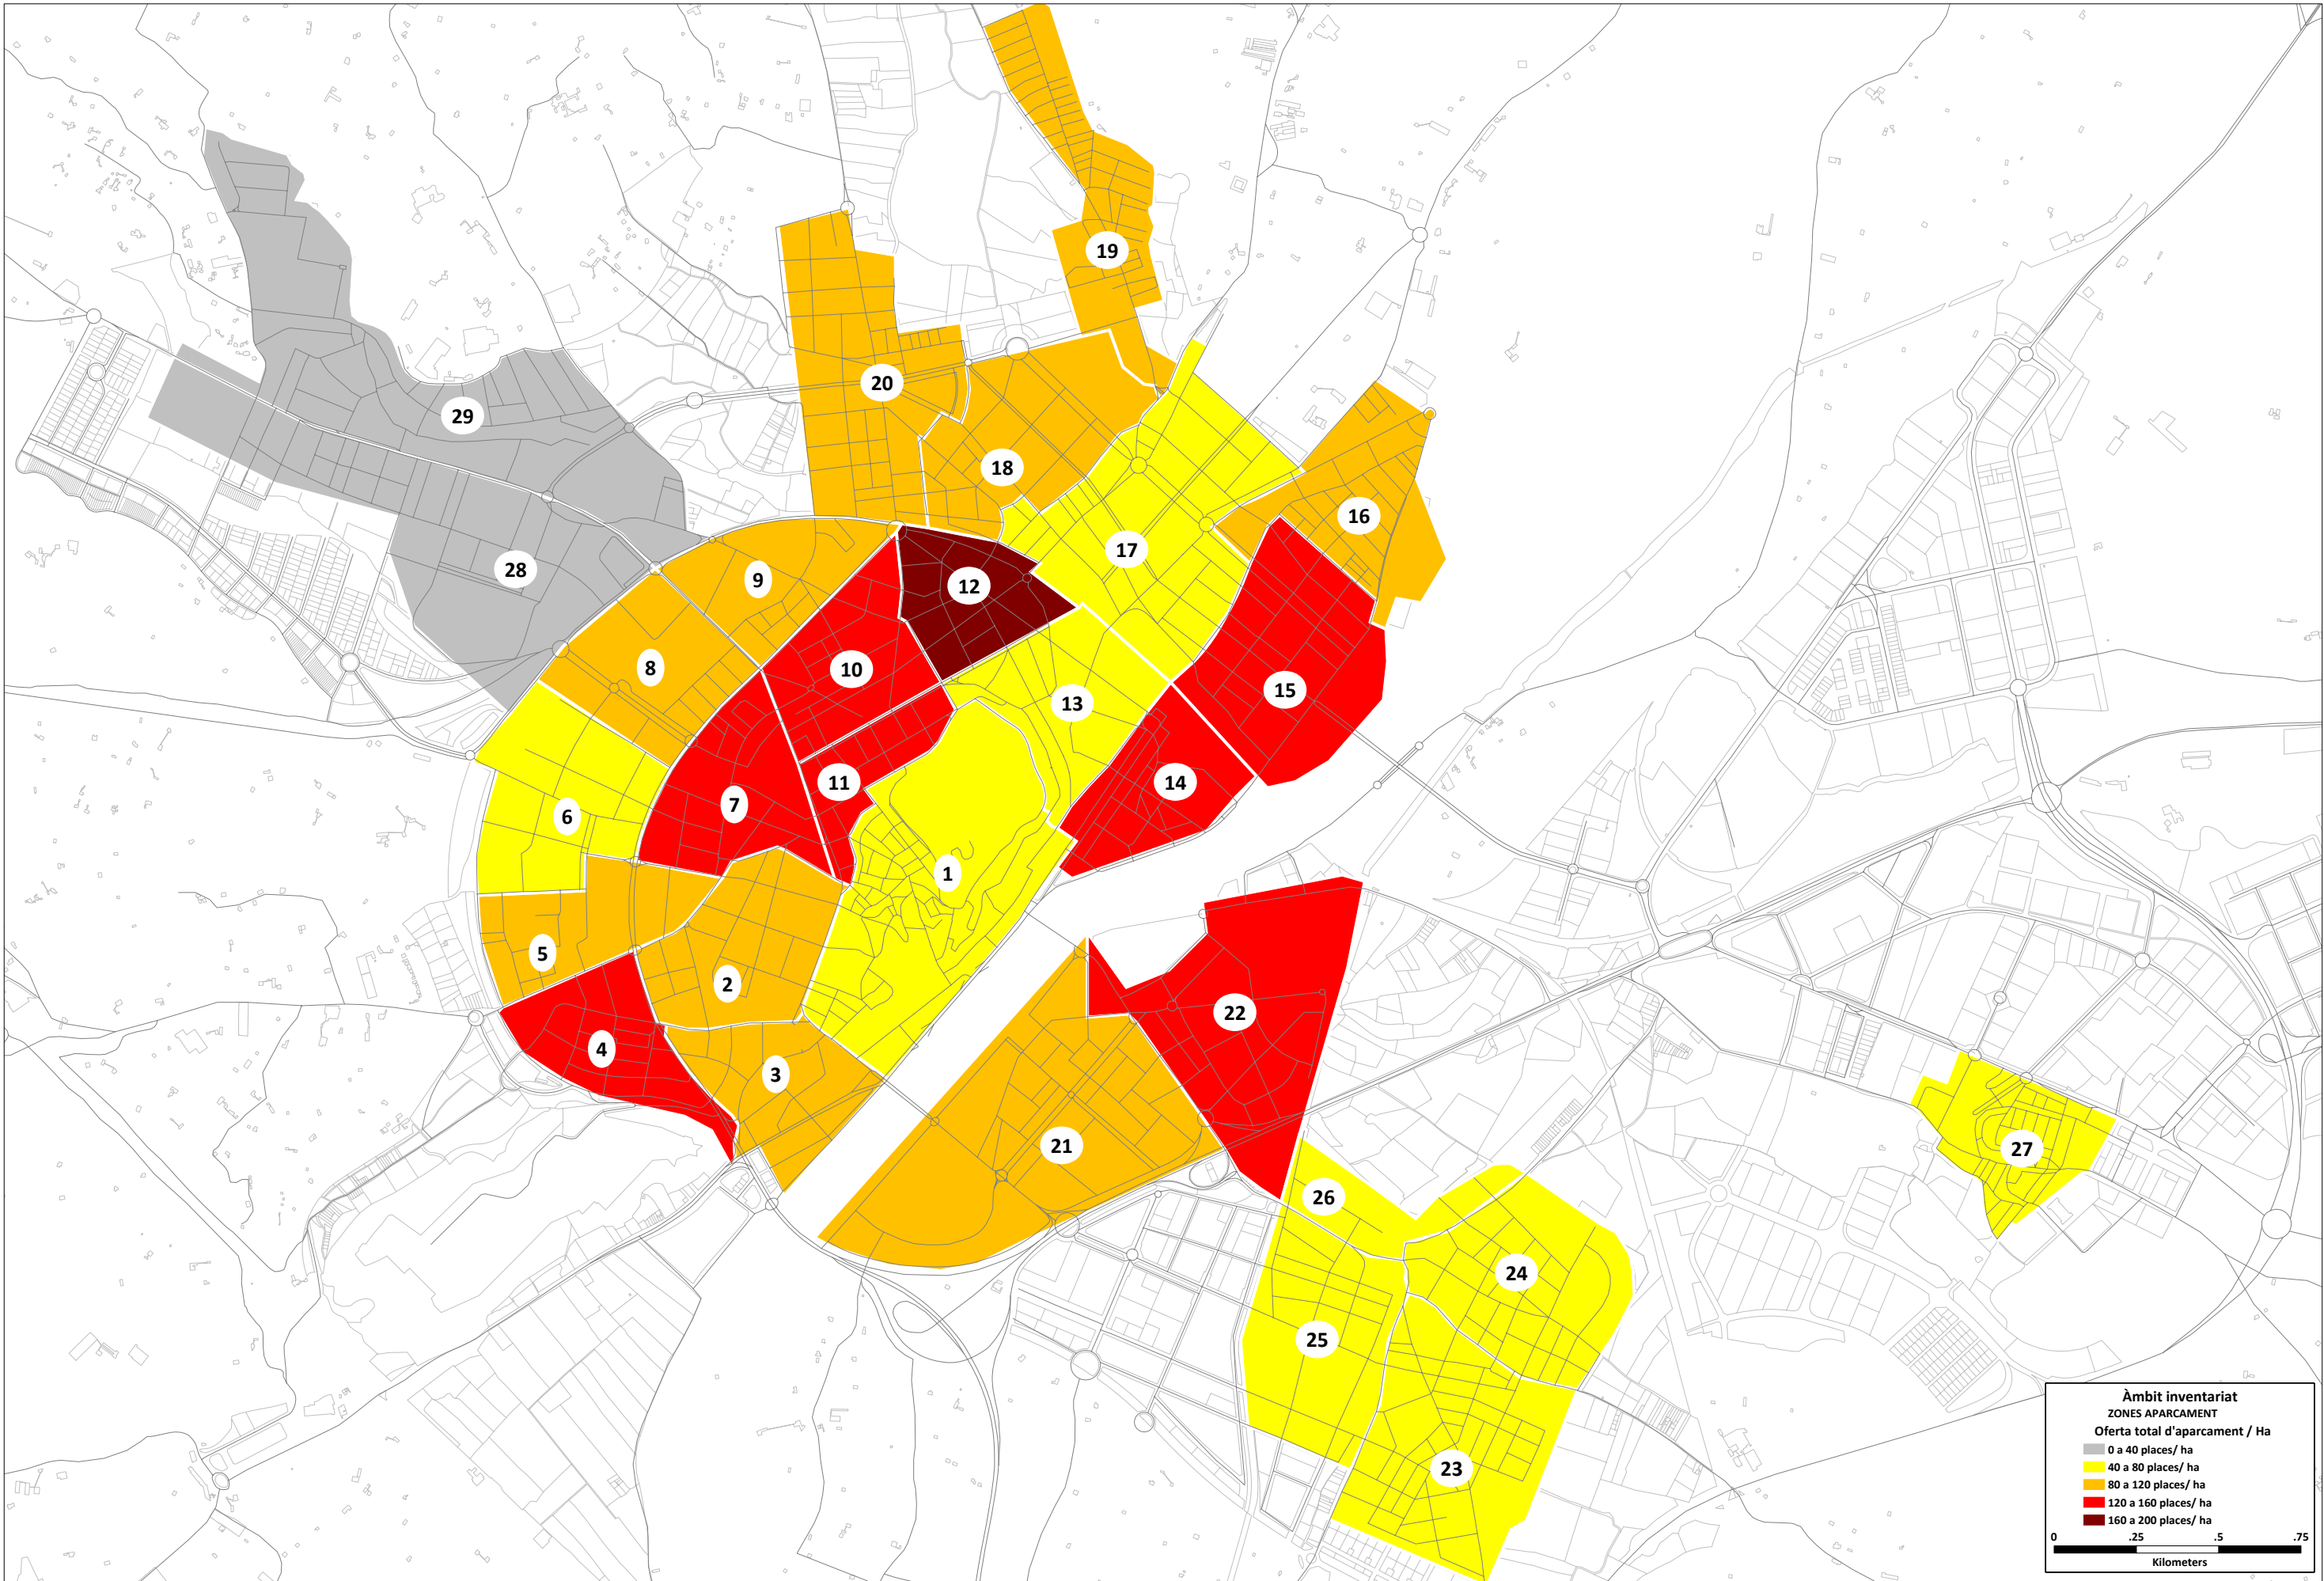 19
20
29
18
16
17
28
9
12
8
10
15
13
11
14
7
6
1
5
2
22
4
3
21
27
26
24
25
23
Àmbit inventariat
ZONES APARCAMENT
Oferta total d'aparcament / Ha
0 a 40 places/ ha
40 a 80 places/ ha
80 a 120 places/ ha
120 a 160 places/ ha
160 a 200 places/ ha
0 .25 .5 .75
Kilometers